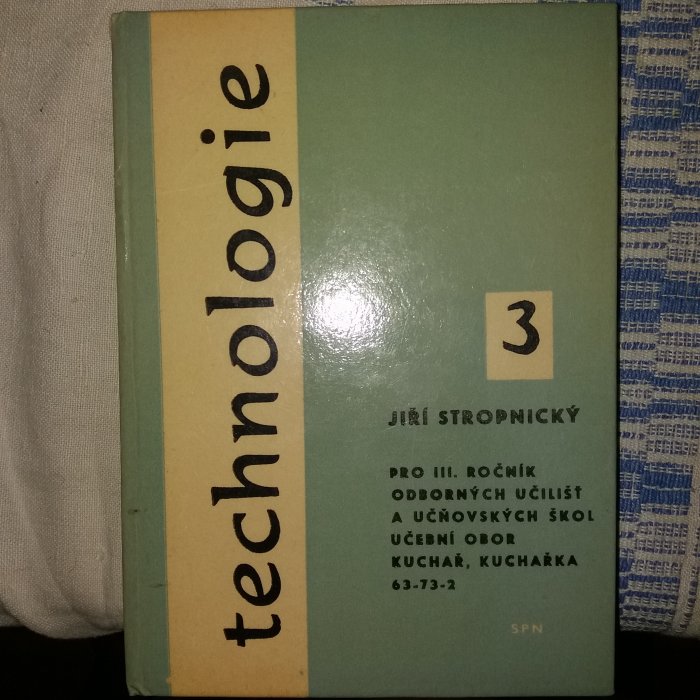 technologie
3
JIŘÍ STROPNICKÝ
PRO III. ROČNÍK
ODBORNÝCH UČILIŠŤ
A UČŇOVSKÝCH ŠKOL
UČEBNÍ OBOR
KUCHAŘ, KUCHAŘKA
63-73-2
SPN